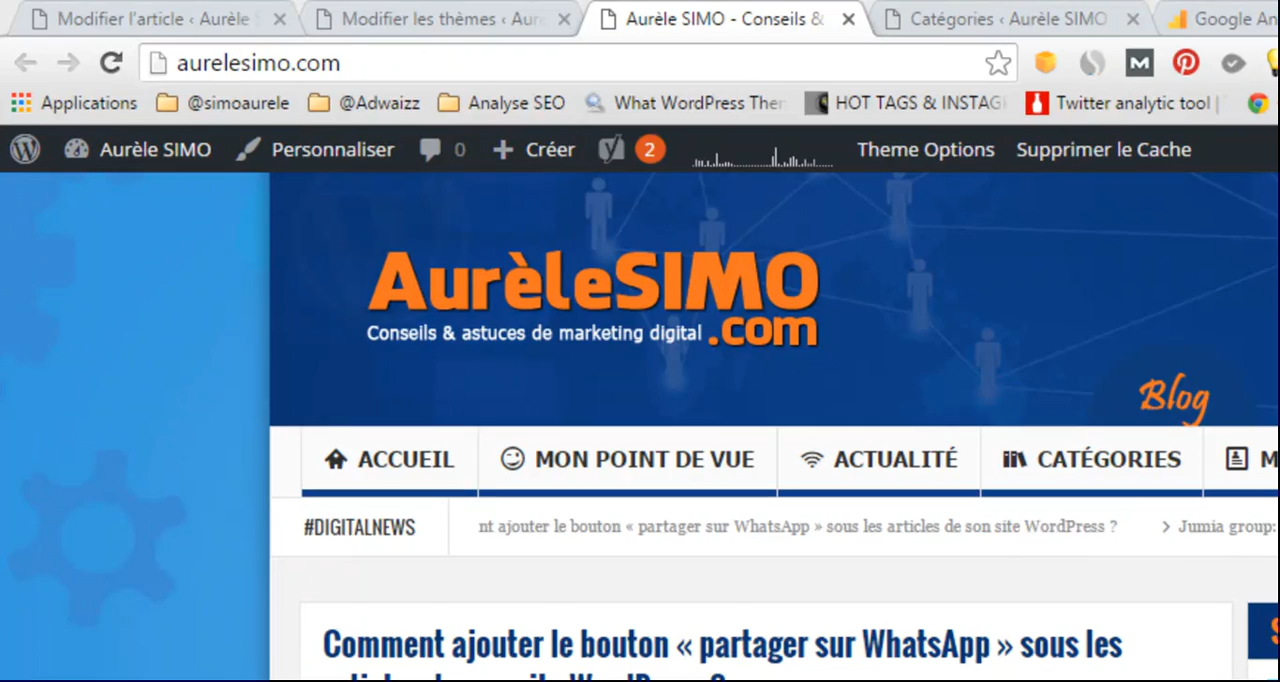 Modifier l'article ‹ Aurèle Modifier les thèmes ‹ Aurè Aurèle SIMO - Conseils & Catégories ‹ Aurèle SIMO Google An
aurelesimo.com
Applications @simoaurele @Adwaizz Analyse SEO What WordPress Ther HOT TAGS & INSTAG Twitter analytic tool |
Aurèle SIMO Personnaliser 0 Créer 2 Theme Options Supprimer le Cache
AurèleSIMO
Conseils & astuces de marketing digital .com
Blog
ACCUEIL MON POINT DE VUE ACTUALITÉ CATÉGORIES M
#DIGITALNEWS nt ajouter le bouton « partager sur WhatsApp » sous les articles de son site WordPress ? > Jumia group:
Comment ajouter le bouton « partager sur WhatsApp » sous les